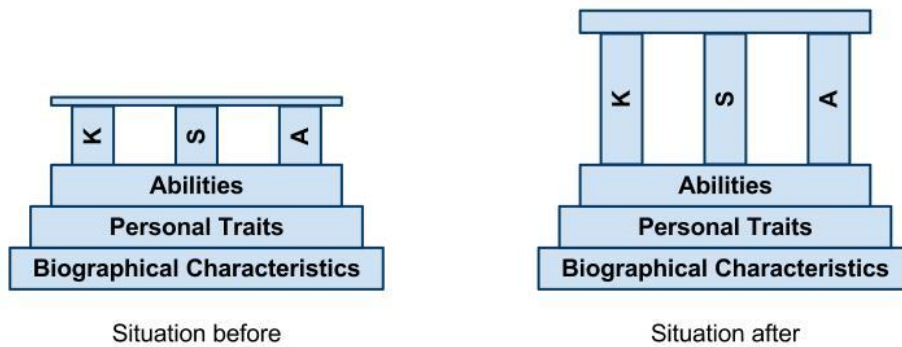 K
S
A
Abilities
Personal Traits
Biographical Characteristics
Situation before
K
S
A
Abilities
Personal Traits
Biographical Characteristics
Situation after